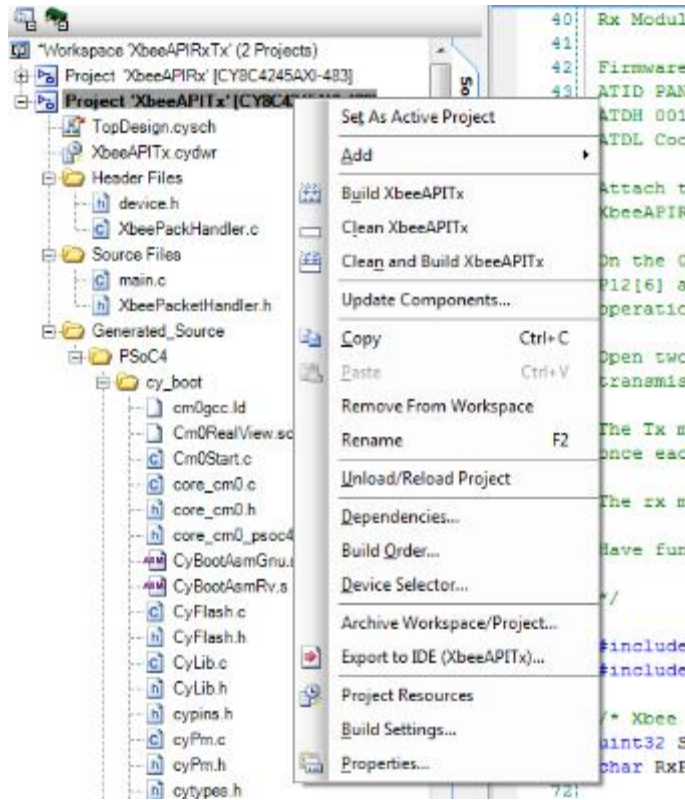 Workspace 'XbeeAPIRxTx' (2 Projects)
Project 'XbeeAPIRx' [CY8C4245AXI-483]
Project 'XbeeAPITx' [CY8C4
TopDesign.cysch
XbeeAPITx.cydwr
Header Files
device.h
XbeePackHandler.c
Source Files
main.c
XbeePacketHandler.h
Generated_Source
PSoC4
cy_boot
cm0gcc.ld
Cm0RealView.sc
Cm0Start.c
core_cm0.c
core_cm0.h
core_cm0_psoc4
CyBootAsmGnu.s
CyBootAsmRv.s
CyFlash.c
CyFlash.h
CyLib.c
CyLib.h
cypins.h
cyPm.c
cyPm.h
cytypes.h
So
Set As Active Project
Add
Build XbeeAPITx
Clean XbeeAPITx
Clean and Build XbeeAPITx
Update Components...
Copy Ctrl+C
Paste Ctrl+V
Remove From Workspace
Rename F2
Unload/Reload Project
Dependencies...
Build Order...
Device Selector...
Archive Workspace/Project...
Export to IDE (XbeeAPITx)...
Project Resources
Build Settings...
Properties...
40 Rx Modul
41
42 Firmware
43 ATID PAN
ATDH 001
ATDL Coo
Attach t
XbeeAPIR
On the C
P12[6] a
operatio
Open two
transmis
The Tx m
once eac
The rx m
Have fun
*/
#include
#include
/* Xbee
uint32 S
char RxP
72